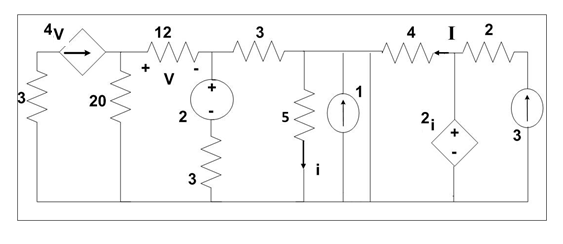 4V 12 3 4 I 2
+ V -
3 20 + - 2 5 1 2i + - 3
3 i